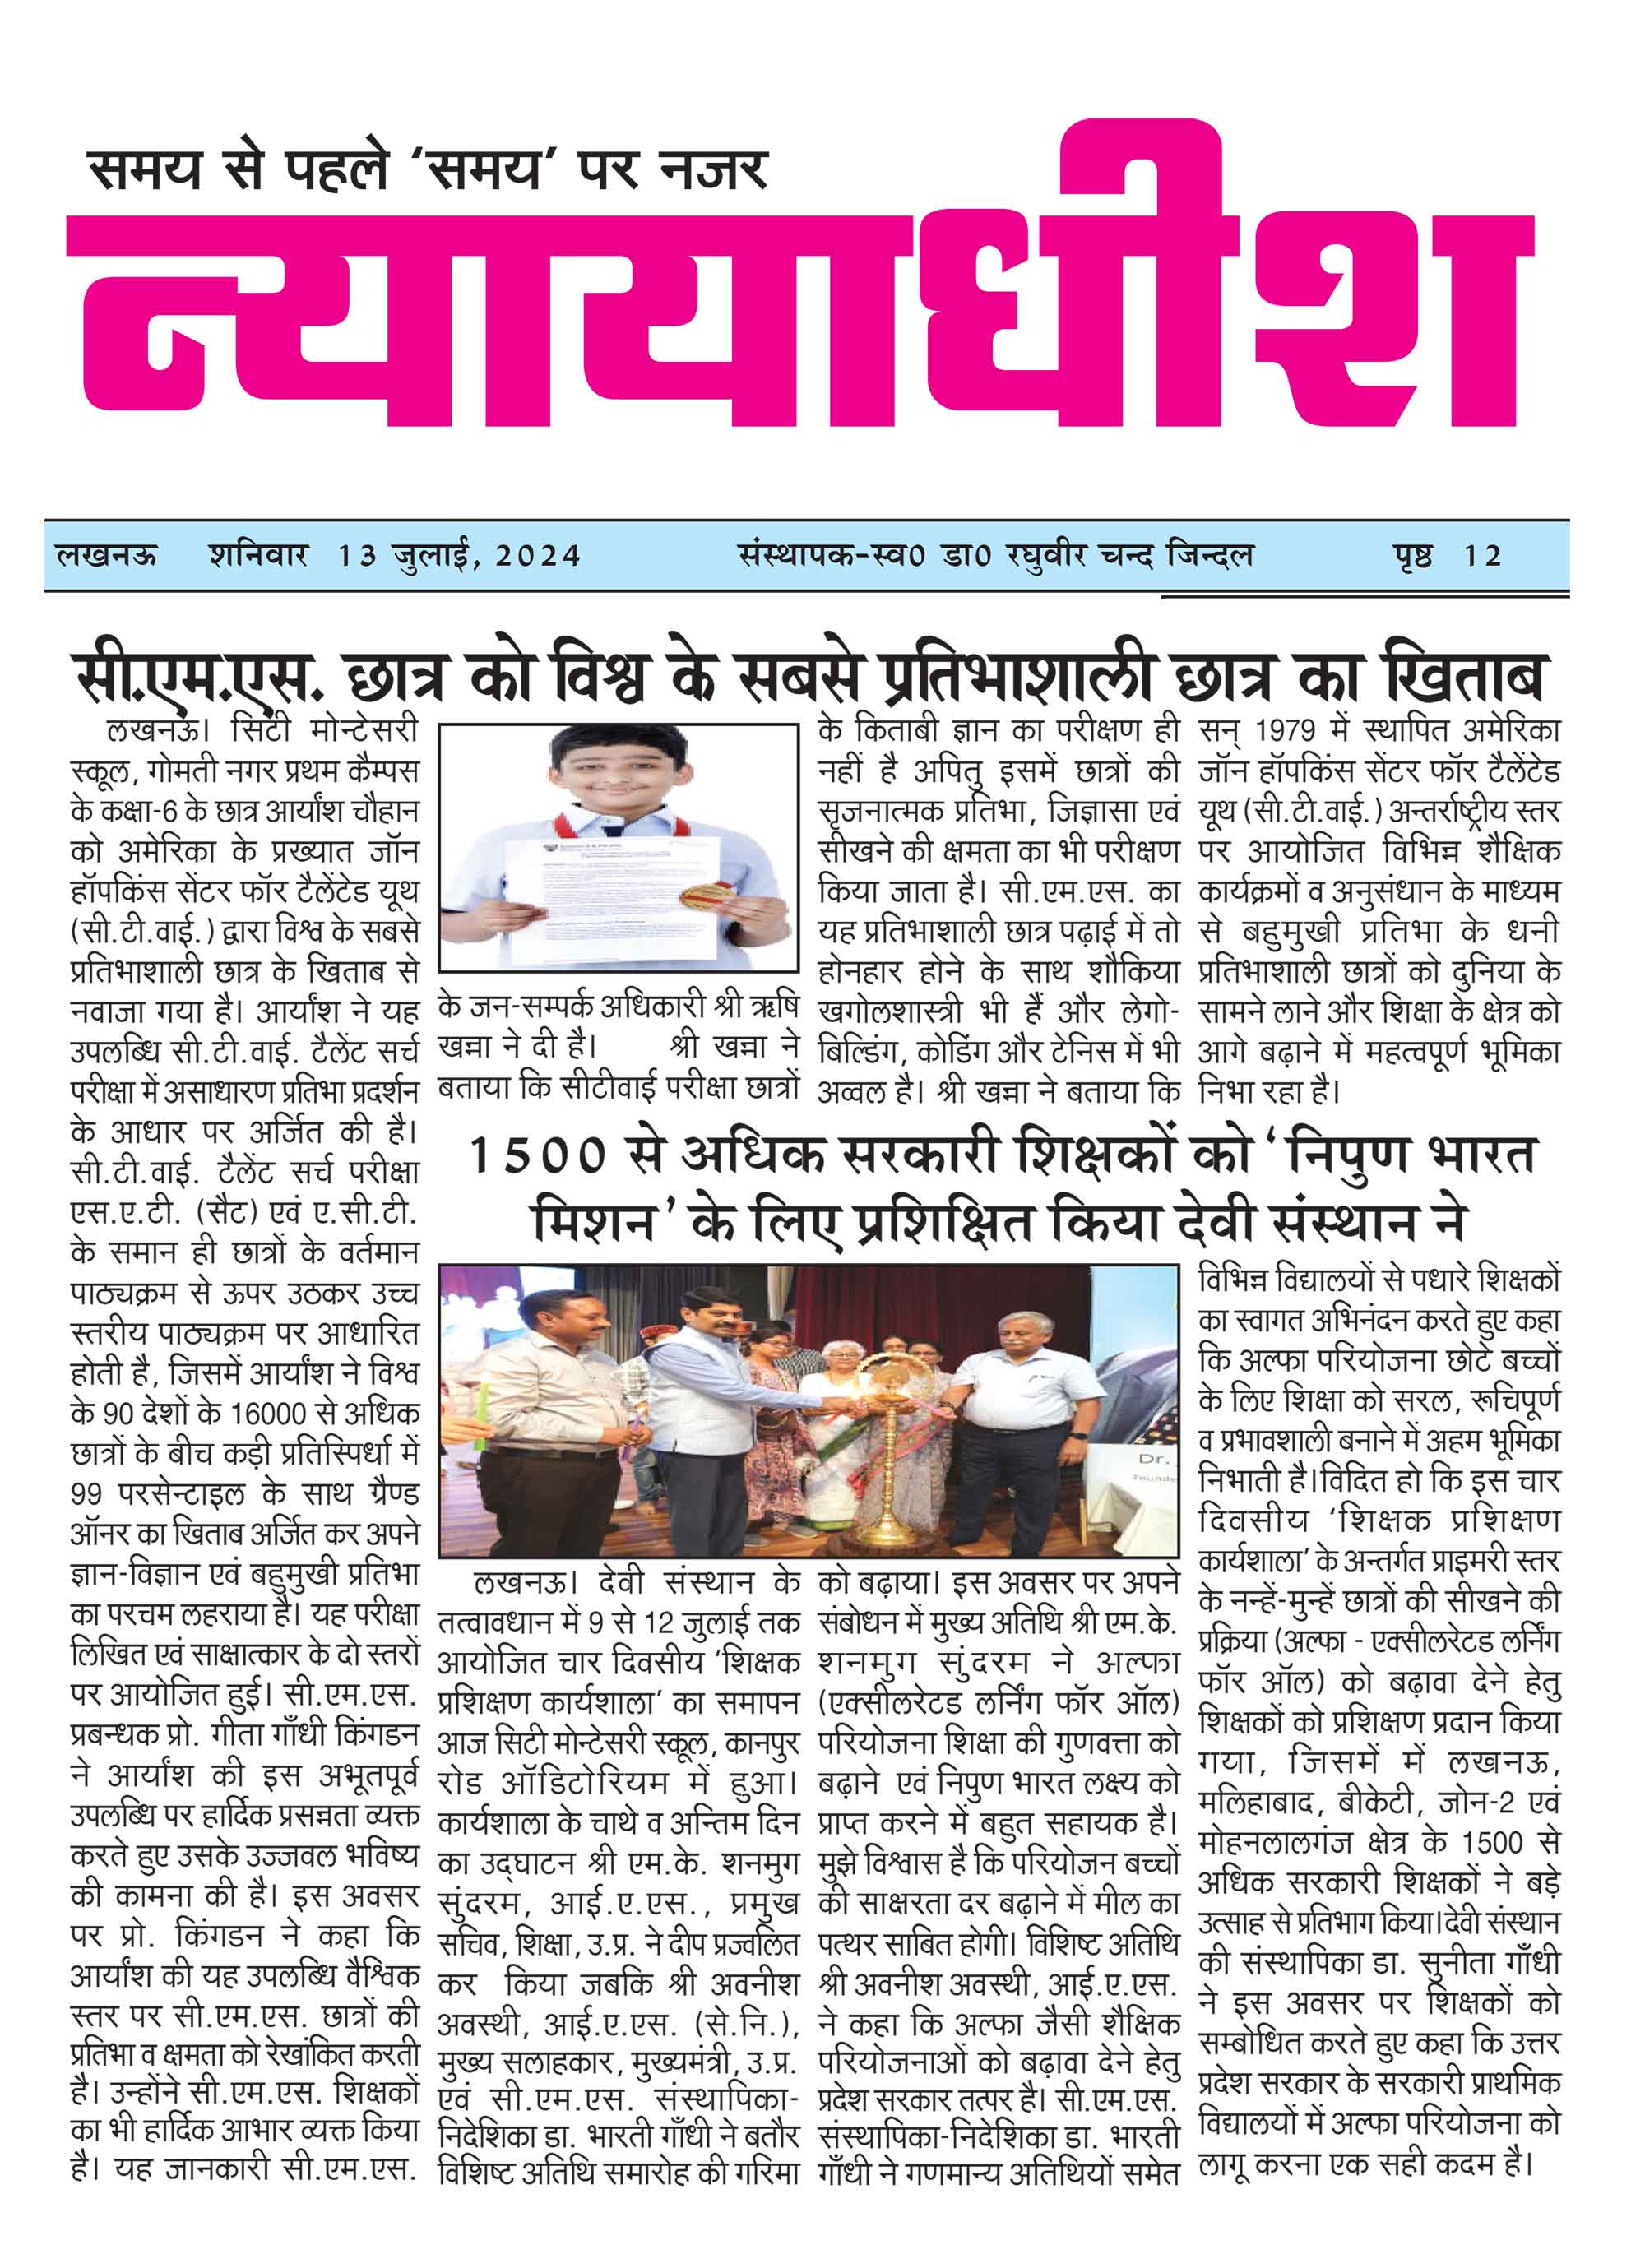 समय से पहले ‘समय’ पर नजर
न्यायाधीश
लखनऊ शनिवार 13 जुलाई, 2024 संस्थापक-स्व0 डा0 रघुवीर चन्द जिन्दल पृष्ठ 12
सी.एम.एस. छात्र को विश्व के सबसे प्रतिभाशाली छात्र का खिताब
लखनऊ। सिटी मोन्टेसरी
स्कूल, गोमती नगर प्रथम कैम्पस
के कक्षा-6 के छात्र आर्यांश चौहान
को अमेरिका के प्रख्यात जॉन
हॉपकिंस सेंटर फॉर टैलेंटेड यूथ
(सी.टी.वाई.) द्वारा विश्व के सबसे
प्रतिभाशाली छात्र के खिताब से
नवाजा गया है। आर्यांश ने यह
उपलब्धि सी.टी.वाई. टैलेंट सर्च
परीक्षा में असाधारण प्रतिभा प्रदर्शन
के आधार पर अर्जित की है।
सी.टी.वाई. टैलेंट सर्च परीक्षा
एस.ए.टी. (सैट) एवं ए.सी.टी.
के समान ही छात्रों के वर्तमान
पाठ्यक्रम से ऊपर उठकर उच्च
स्तरीय पाठ्यक्रम पर आधारित
होती है, जिसमें आर्यांश ने विश्व
के 90 देशों के 16000 से अधिक
छात्रों के बीच कड़ी प्रतिस्पिर्धा में
99 परसेन्टाइल के साथ ग्रैण्ड
ऑनर का खिताब अर्जित कर अपने
ज्ञान-विज्ञान एवं बहुमुखी प्रतिभा
का परचम लहराया है। यह परीक्षा
लिखित एवं साक्षात्कार के दो स्तरों
पर आयोजित हुई। सी.एम.एस.
प्रबन्धक प्रो. गीता गाँधी किंगडन
ने आर्यांश की इस अभूतपूर्व
उपलब्धि पर हार्दिक प्रसन्नता व्यक्त
करते हुए उसके उज्जवल भविष्य
की कामना की है। इस अवसर
पर प्रो. किंगडन ने कहा कि
आर्यांश की यह उपलब्धि वैश्विक
स्तर पर सी.एम.एस. छात्रों की
प्रतिभा व क्षमता को रेखांकित करती
है। उन्होंने सी.एम.एस. शिक्षकों
का भी हार्दिक आभार व्यक्त किया
है। यह जानकारी सी.एम.एस.
के जन-सम्पर्क अधिकारी श्री ऋषि
खन्ना ने दी है। श्री खन्ना ने
बताया कि सीटीवाई परीक्षा छात्रों
के किताबी ज्ञान का परीक्षण ही
नहीं है अपितु इसमें छात्रों की
सृजनात्मक प्रतिभा, जिज्ञासा एवं
सीखने की क्षमता का भी परीक्षण
किया जाता है। सी.एम.एस. का
यह प्रतिभाशाली छात्र पढ़ाई में तो
होनहार होने के साथ शौकिया
खगोलशास्त्री भी हैं और लेगो-
बिल्डिंग, कोडिंग और टेनिस में भी
अव्वल है। श्री खन्ना ने बताया कि
सन् 1979 में स्थापित अमेरिका
जॉन हॉपकिंस सेंटर फॉर टैलेंटेड
यूथ (सी.टी.वाई.) अन्तर्राष्ट्रीय स्तर
पर आयोजित विभिन्न शैक्षिक
कार्यक्रमों व अनुसंधान के माध्यम
से बहुमुखी प्रतिभा के धनी
प्रतिभाशाली छात्रों को दुनिया के
सामने लाने और शिक्षा के क्षेत्र को
आगे बढ़ाने में महत्वपूर्ण भूमिका
निभा रहा है।
1500 से अधिक सरकारी शिक्षकों को ‘निपुण भारत
मिशन’ के लिए प्रशिक्षित किया देवी संस्थान ने
Dr.
Founde
लखनऊ। देवी संस्थान के
तत्वावधान में 9 से 12 जुलाई तक
आयोजित चार दिवसीय ‘शिक्षक
प्रशिक्षण कार्यशाला’ का समापन
आज सिटी मोन्टेसरी स्कूल, कानपुर
रोड ऑडिटोरियम में हुआ।
कार्यशाला के चाथे व अन्तिम दिन
का उद्घाटन श्री एम.के. शनमुग
सुंदरम, आई.ए.एस., प्रमुख
सचिव, शिक्षा, उ.प्र. ने दीप प्रज्वलित
कर किया जबकि श्री अवनीश
अवस्थी, आई.ए.एस. (से.नि.),
मुख्य सलाहकार, मुख्यमंत्री, उ.प्र.
एवं सी.एम.एस. संस्थापिका-
निदेशिका डा. भारती गाँधी ने बतौर
विशिष्ट अतिथि समारोह की गरिमा
को बढ़ाया। इस अवसर पर अपने
संबोधन में मुख्य अतिथि श्री एम.के.
शनमुग सुंदरम ने अल्फा
(एक्सीलरेटड लर्निंग फॉर ऑल)
परियोजना शिक्षा की गुणवत्ता को
बढ़ाने एवं निपुण भारत लक्ष्य को
प्राप्त करने में बहुत सहायक है।
मुझे विश्वास है कि परियोजन बच्चों
की साक्षरता दर बढ़ाने में मील का
पत्थर साबित होगी। विशिष्ट अतिथि
श्री अवनीश अवस्थी, आई.ए.एस.
ने कहा कि अल्फा जैसी शैक्षिक
परियोजनाओं को बढ़ावा देने हेतु
प्रदेश सरकार तत्पर है। सी.एम.एस.
संस्थापिका-निदेशिका डा. भारती
गाँधी ने गणमान्य अतिथियों समेत
विभिन्न विद्यालयों से पधारे शिक्षकों
का स्वागत अभिनंदन करते हुए कहा
कि अल्फा परियोजना छोटे बच्चों
के लिए शिक्षा को सरल, रूचिपूर्ण
व प्रभावशाली बनाने में अहम भूमिका
निभाती है।विदित हो कि इस चार
दिवसीय ‘शिक्षक प्रशिक्षण
कार्यशाला’ के अन्तर्गत प्राइमरी स्तर
के नन्हें-मुन्हें छात्रों की सीखने की
प्रक्रिया (अल्फा - एक्सीलरेटड लर्निंग
फॉर ऑल) को बढ़ावा देने हेतु
शिक्षकों को प्रशिक्षण प्रदान किया
गया, जिसमें में लखनऊ,
मलिहाबाद, बीकेटी, जोन-2 एवं
मोहनलालगंज क्षेत्र के 1500 से
अधिक सरकारी शिक्षकों ने बड़े
उत्साह से प्रतिभाग किया।देवी संस्थान
की संस्थापिका डा. सुनीता गाँधी
ने इस अवसर पर शिक्षकों को
सम्बोधित करते हुए कहा कि उत्तर
प्रदेश सरकार के सरकारी प्राथमिक
विद्यालयों में अल्फा परियोजना को
लागू करना एक सही कदम है।